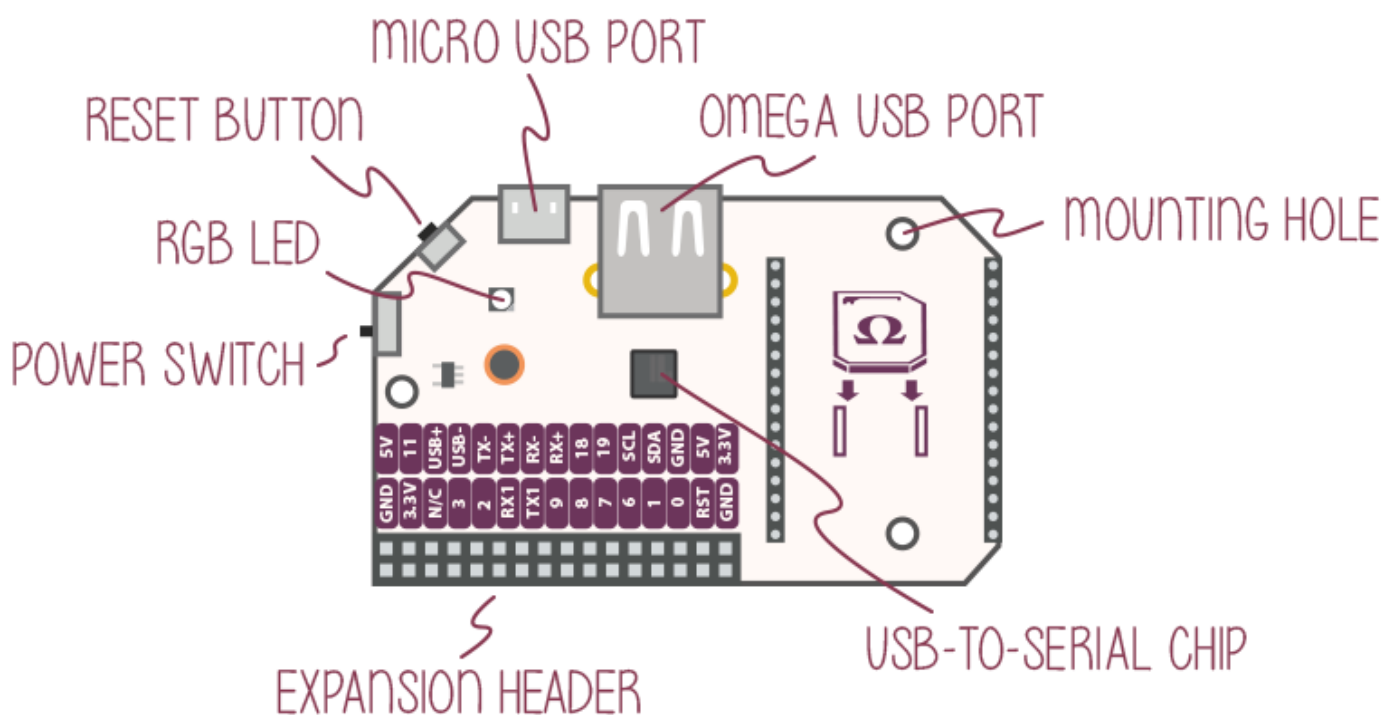 MICRO USB PORT
OMEGA USB PORT
RESET BUTTON
MOUNTING HOLE
RGB LED
Ω
POWER SWITCH
5V 11 USB+ USB- TX- TX+ RX- RX+ 18 19 SCL SDA GND 5V 3.3V
GND 3.3V N/C 3 2 RX1 TX1 9 8 7 6 1 0 RST GND
USB-TO-SERIAL CHIP
EXPANSION HEADER